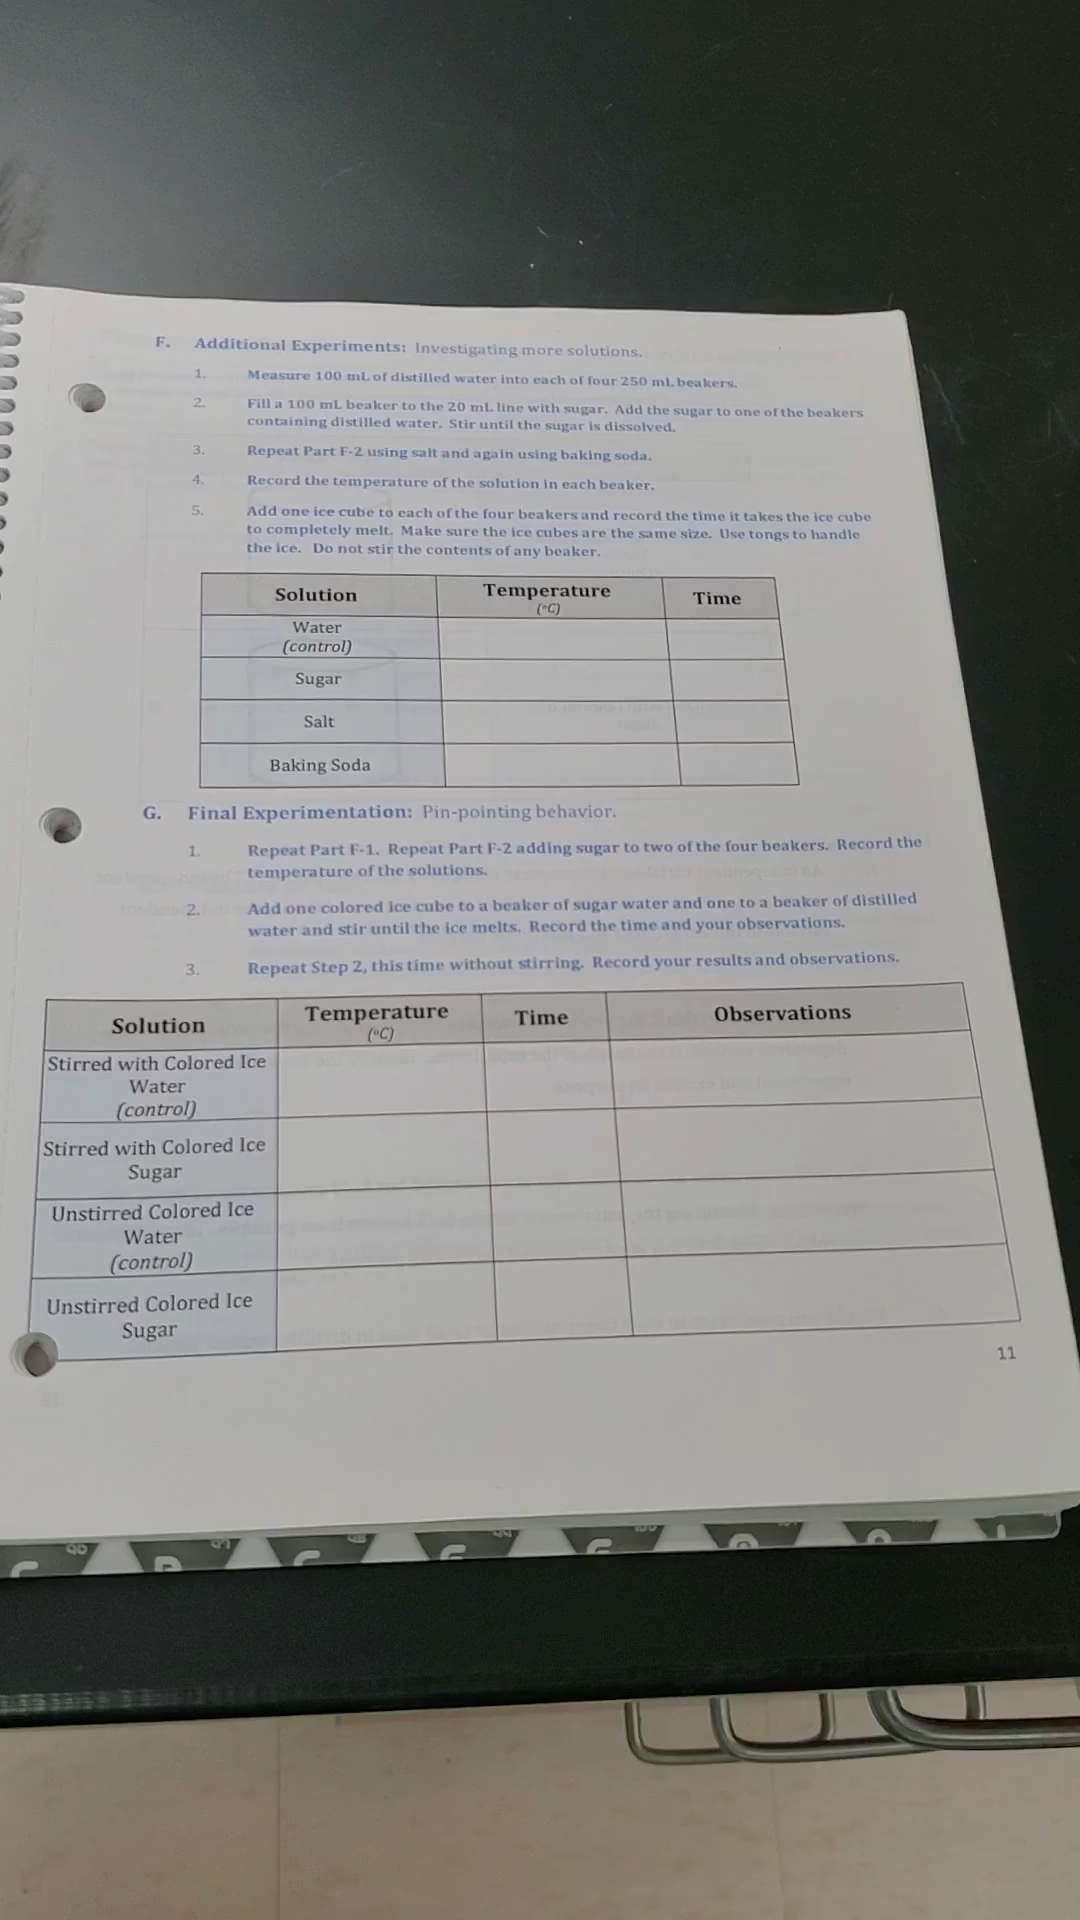 F. Additional Experiments: Investigating more solutions.
1. Measure 100 mL of distilled water into each of four 250 mL beakers.
2. Fill a 100 mL beaker to the 20 mL line with sugar. Add the sugar to one of the beakers
containing distilled water. Stir until the sugar is dissolved.
3. Repeat Part F-2 using salt and again using baking soda.
4. Record the temperature of the solution in each beaker.
5. Add one ice cube to each of the four beakers and record the time it takes the ice cube
to completely melt. Make sure the ice cubes are the same size. Use tongs to handle
the ice. Do not stir the contents of any beaker.
Solution Temperature Time
(°C)
Water
(control)
Sugar
Salt
Baking Soda
G. Final Experimentation: Pin-pointing behavior.
1. Repeat Part F-1. Repeat Part F-2 adding sugar to two of the four beakers. Record the
temperature of the solutions.
2. Add one colored ice cube to a beaker of sugar water and one to a beaker of distilled
water and stir until the ice melts. Record the time and your observations.
3. Repeat Step 2, this time without stirring. Record your results and observations.
Solution Temperature Time Observations
(°C)
Stirred with Colored Ice
Water
(control)
Stirred with Colored Ice
Sugar
Unstirred Colored Ice
Water
(control)
Unstirred Colored Ice
Sugar
11